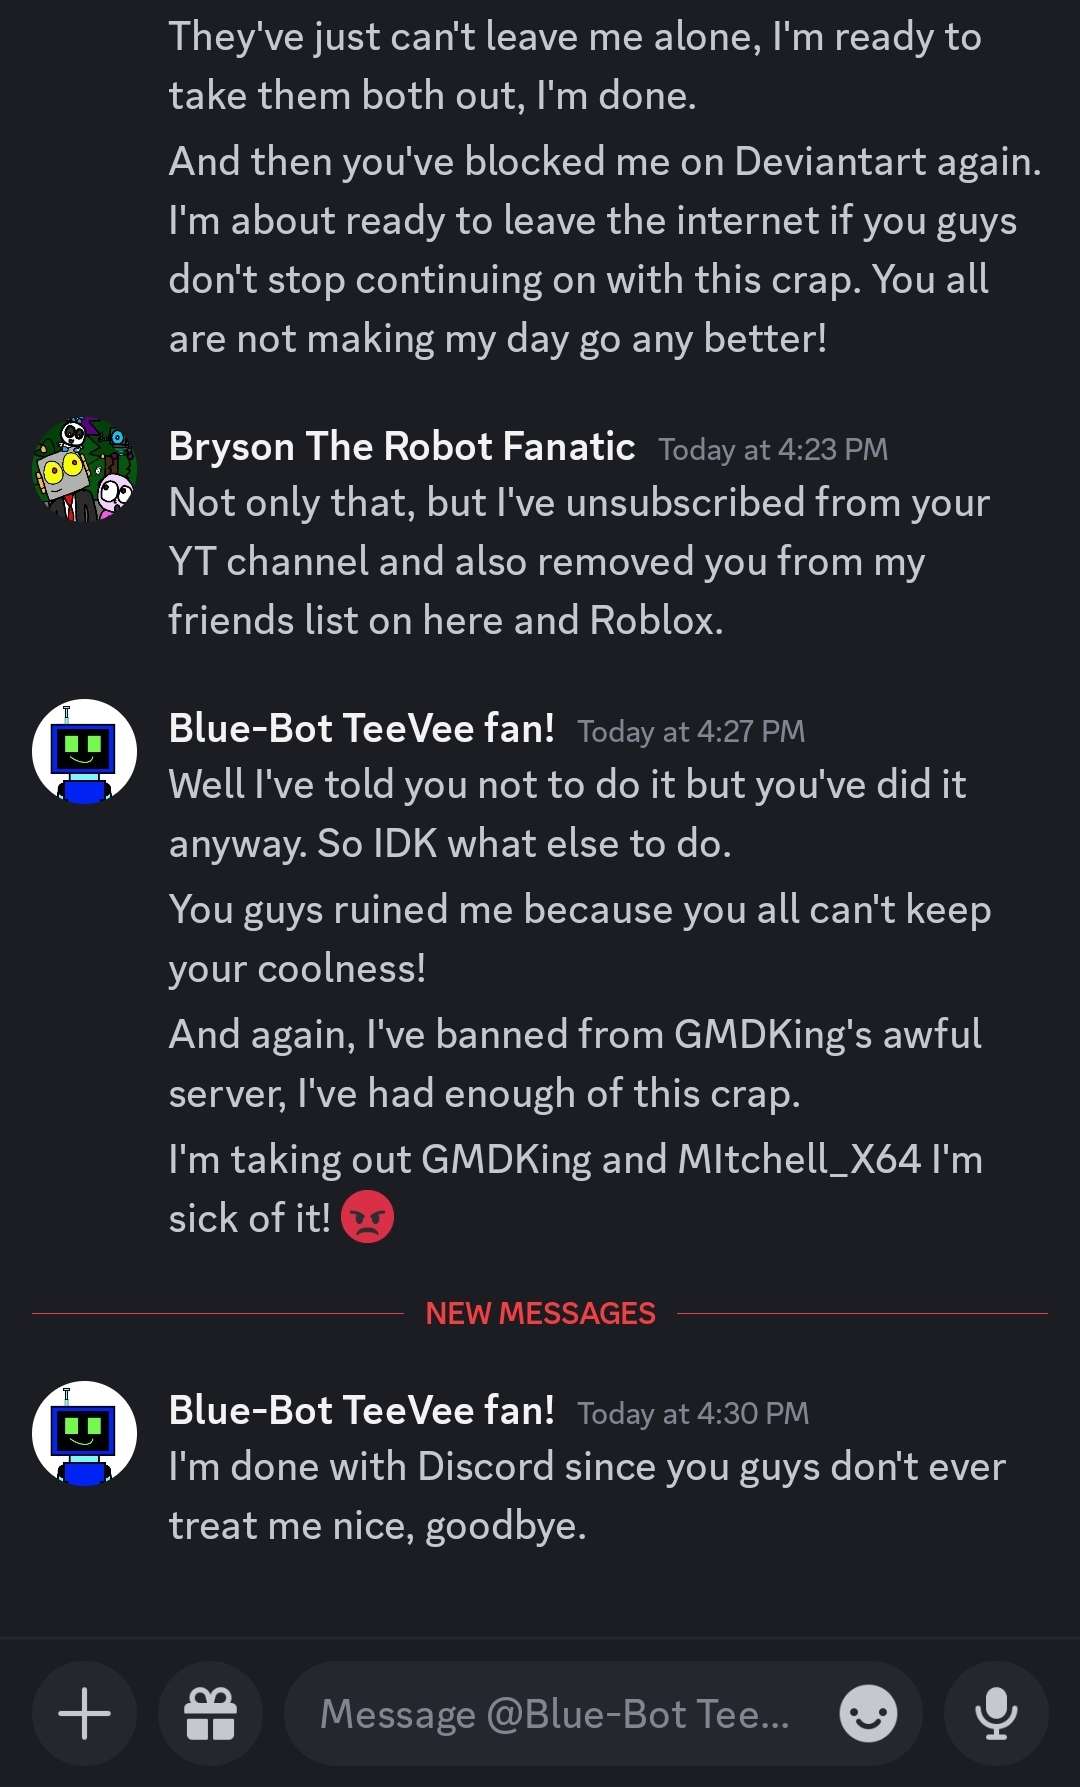 They've just can't leave me alone, I'm ready to
take them both out, I'm done.
And then you've blocked me on Deviantart again.
I'm about ready to leave the internet if you guys
don't stop continuing on with this crap. You all
are not making my day go any better!
Bryson The Robot Fanatic Today at 4:23 PM
Not only that, but I've unsubscribed from your
YT channel and also removed you from my
friends list on here and Roblox.
Blue-Bot TeeVee fan! Today at 4:27 PM
Well I've told you not to do it but you've did it
anyway. So IDK what else to do.
You guys ruined me because you all can't keep
your coolness!
And again, I've banned from GMDKing's awful
server, I've had enough of this crap.
I'm taking out GMDKing and MItchell_X64 I'm
sick of it!
NEW MESSAGES
Blue-Bot TeeVee fan! Today at 4:30 PM
I'm done with Discord since you guys don't ever
treat me nice, goodbye.
Message @Blue-Bot Tee...